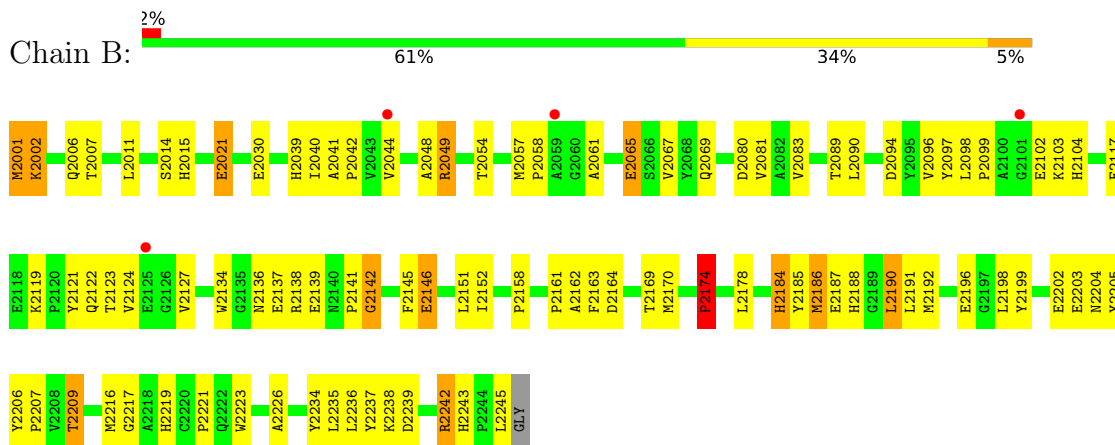 2%
Chain B:
61% 34% 5%
M2001 K2002 Q2006 T2007 L2011 S2014 H2015 E2021 E2030 H2039 I2040 A2041 P2042 V2043 V2044 A2048 R2049 T2054 M2057 P2058 A2059 G2060 A2061 E2065 S2066 V2067 Y2068 Q2069 D2080 V2081 A2082 V2083 T2089 L2090 D2094 Y2095 V2096 Y2097 L2098 P2099 A2100 G2101 E2102 K2103 H2104
E2118 K2119 P2120 Y2121 Q2122 T2123 V2124 E2125 G2126 V2127 W2134 G2135 N2136 E2137 R2138 E2139 N2140 P2141 G2142 F2145 E2146 L2151 I2152 P2158 P2161 A2162 F2163 D2164 T2169 M2170 P2174 L2178 H2184 Y2185 M2186 E2187 H2188 G2189 L2190 L2191 M2192 E2196 G2197 L2198 Y2199 E2202 E2203 N2204
Y2206 P2207 V2208 T2209 M2216 G2217 A2218 H2219 C2220 P2221 Q2222 W2223 A2226 Y2234 L2235 L2236 Y2237 K2238 D2239 R2242 H2243 P2244 L2245 GLY